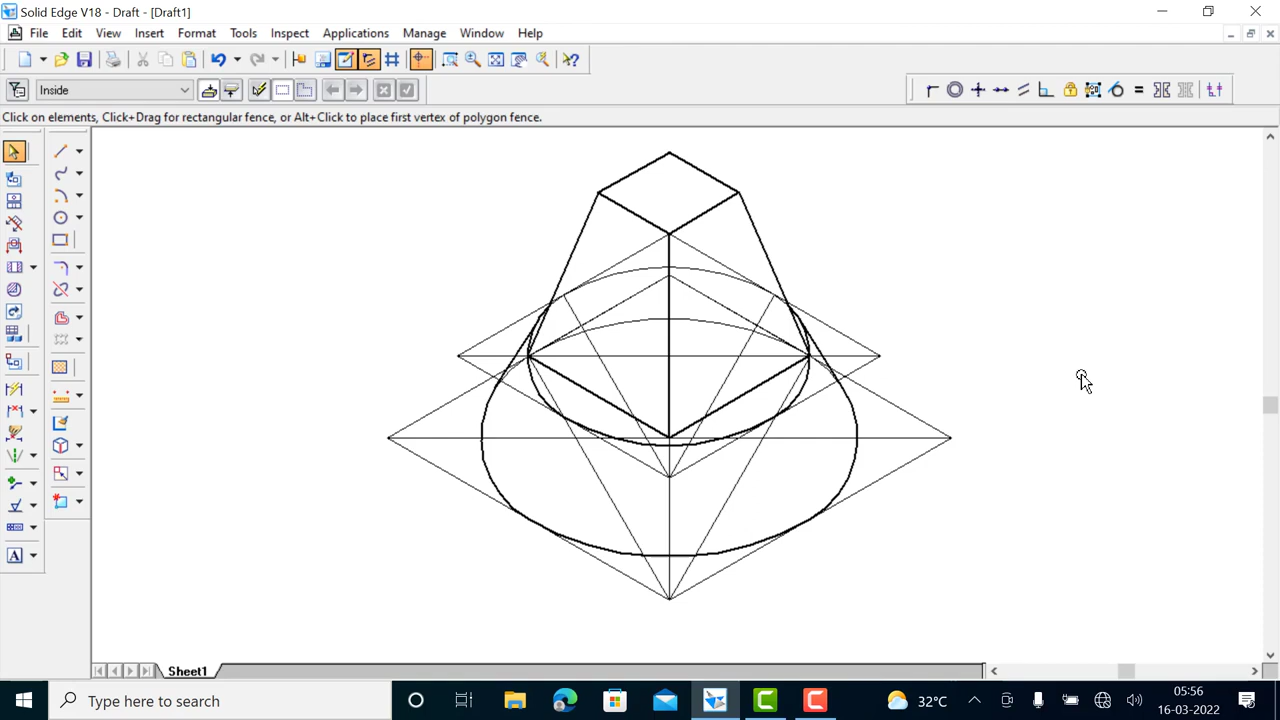 Solid Edge V18 - Draft - [Draft1]
File Edit View Insert Format Tools Inspect Applications Manage Window Help
Inside
Click on elements, Click+Drag for rectangular fence, or Alt+Click to place first vertex of polygon fence.
A
Sheet1
Type here to search
32°C
05:56
16-03-2022